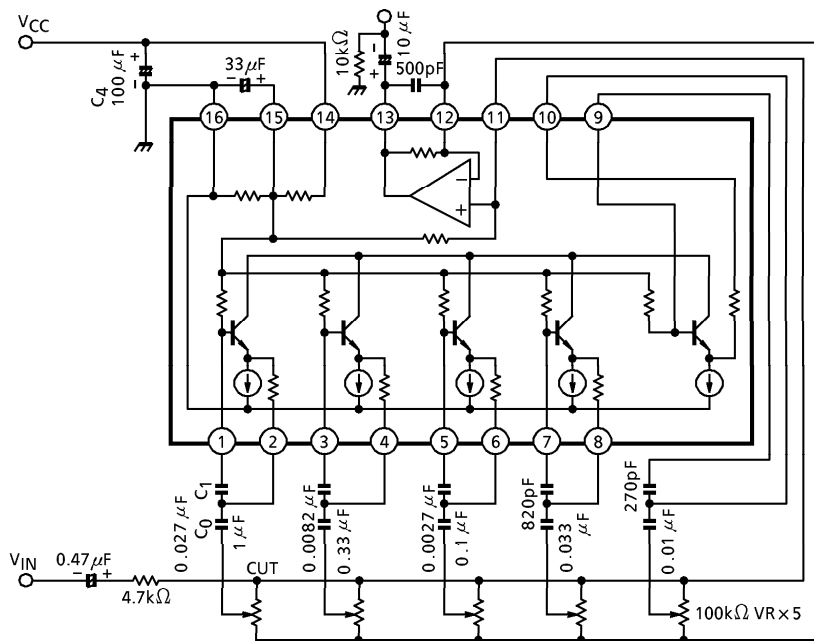 VCC
C4
100 μF
+
-
33μF
- +
10kΩ
-
+
10 μF
500pF
16
15
14
13
12
11
10
9
-
+
1
2
3
4
5
6
7
8
0.027 μF
C1
C0
1 μF
0.0082 μF
0.33 μF
0.0027 μF
0.1 μF
820pF
0.033 μF
270pF
0.01 μF
VIN
0.47μF
- +
4.7kΩ
CUT
100kΩ VR×5